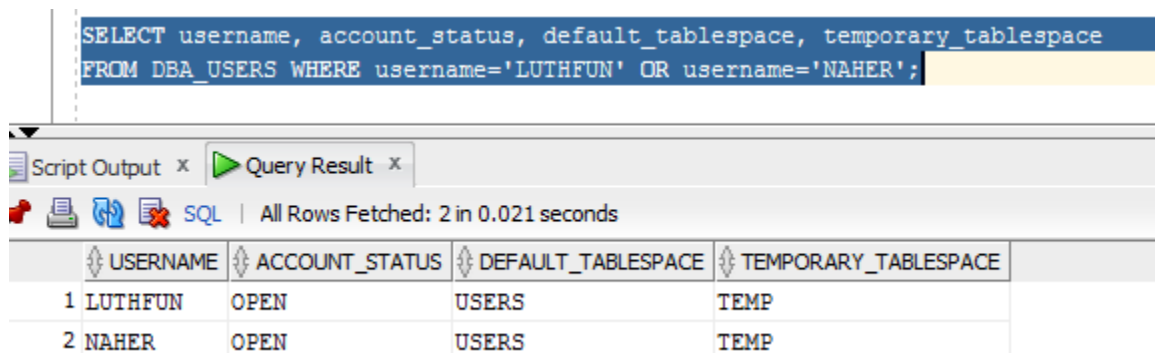 SELECT username, account_status, default_tablespace, temporary_tablespace
FROM DBA_USERS WHERE username='LUTHFUN' OR username='NAHER';
Script Output x Query Result x
SQL | All Rows Fetched: 2 in 0.021 seconds
USERNAME ACCOUNT_STATUS DEFAULT_TABLESPACE TEMPORARY_TABLESPACE
1 LUTHFUN OPEN USERS TEMP
2 NAHER OPEN USERS TEMP